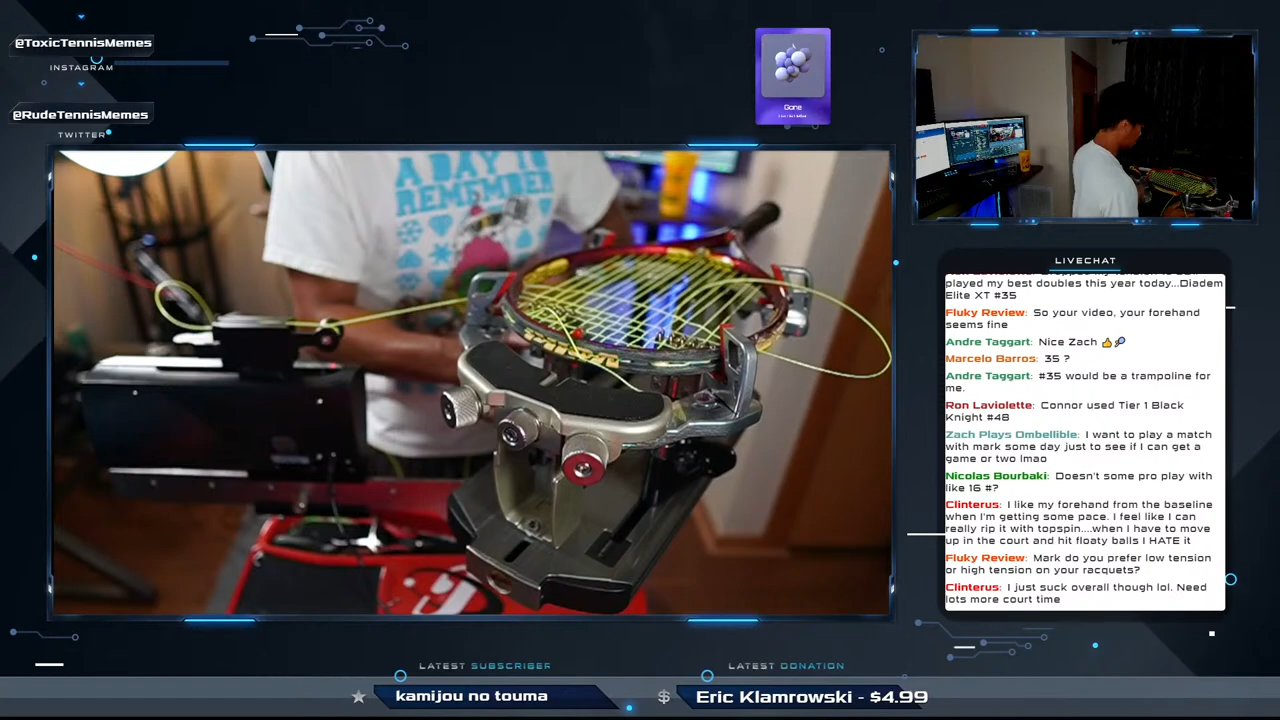 @ToxicTennisMemes
INSTAGRAM
@RudeTennisMemes
TWITTER
Gone
A DAY TO
REMEMBER
LIVECHAT
played my best doubles this year today...Diadem
Elite XT #35
Fluky Review: So your video, your forehand
seems fine
Andre Taggart: Nice Zach 👍🎾
Marcelo Barros: 35 ?
Andre Taggart: #35 would be a trampoline for
me.
Ron Laviolette: Connor used Tier 1 Black
Knight #48
Zach Plays Ombellible: I want to play a match
with mark some day just to see if I can get a
game or two lmao
Nicolas Bourbaki: Doesn't some pro play with
like 16 #?
Clinterus: I like my forehand from the baseline
when I'm getting some pace. I feel like I can
really rip it with topspin....when I have to move
up in the court and hit floaty balls I HATE it
Fluky Review: Mark do you prefer low tension
or high tension on your racquets?
Clinterus: I just suck overall though lol. Need
lots more court time
LATEST SUBSCRIBER
kamijou no touma
LATEST DONATION
$ Eric Klamrowski - $4.99